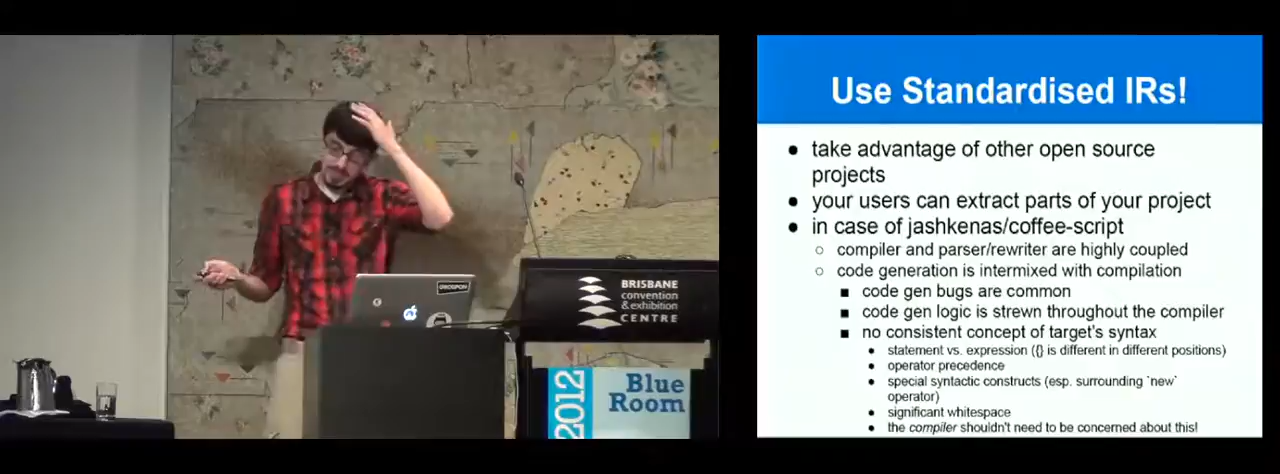 GROUPON
BRISBANE
convention
& exhibition
CENTRE
2012
Blue
Room
Use Standardised IRs!
● take advantage of other open source
projects
● your users can extract parts of your project
● in case of jashkenas/coffee-script
○ compiler and parser/rewriter are highly coupled
○ code generation is intermixed with compilation
■ code gen bugs are common
■ code gen logic is strewn throughout the compiler
■ no consistent concept of target's syntax
● statement vs. expression ({} is different in different positions)
● operator precedence
● special syntactic constructs (esp. surrounding `new`
operator)
● significant whitespace
● the compiler shouldn't need to be concerned about this!